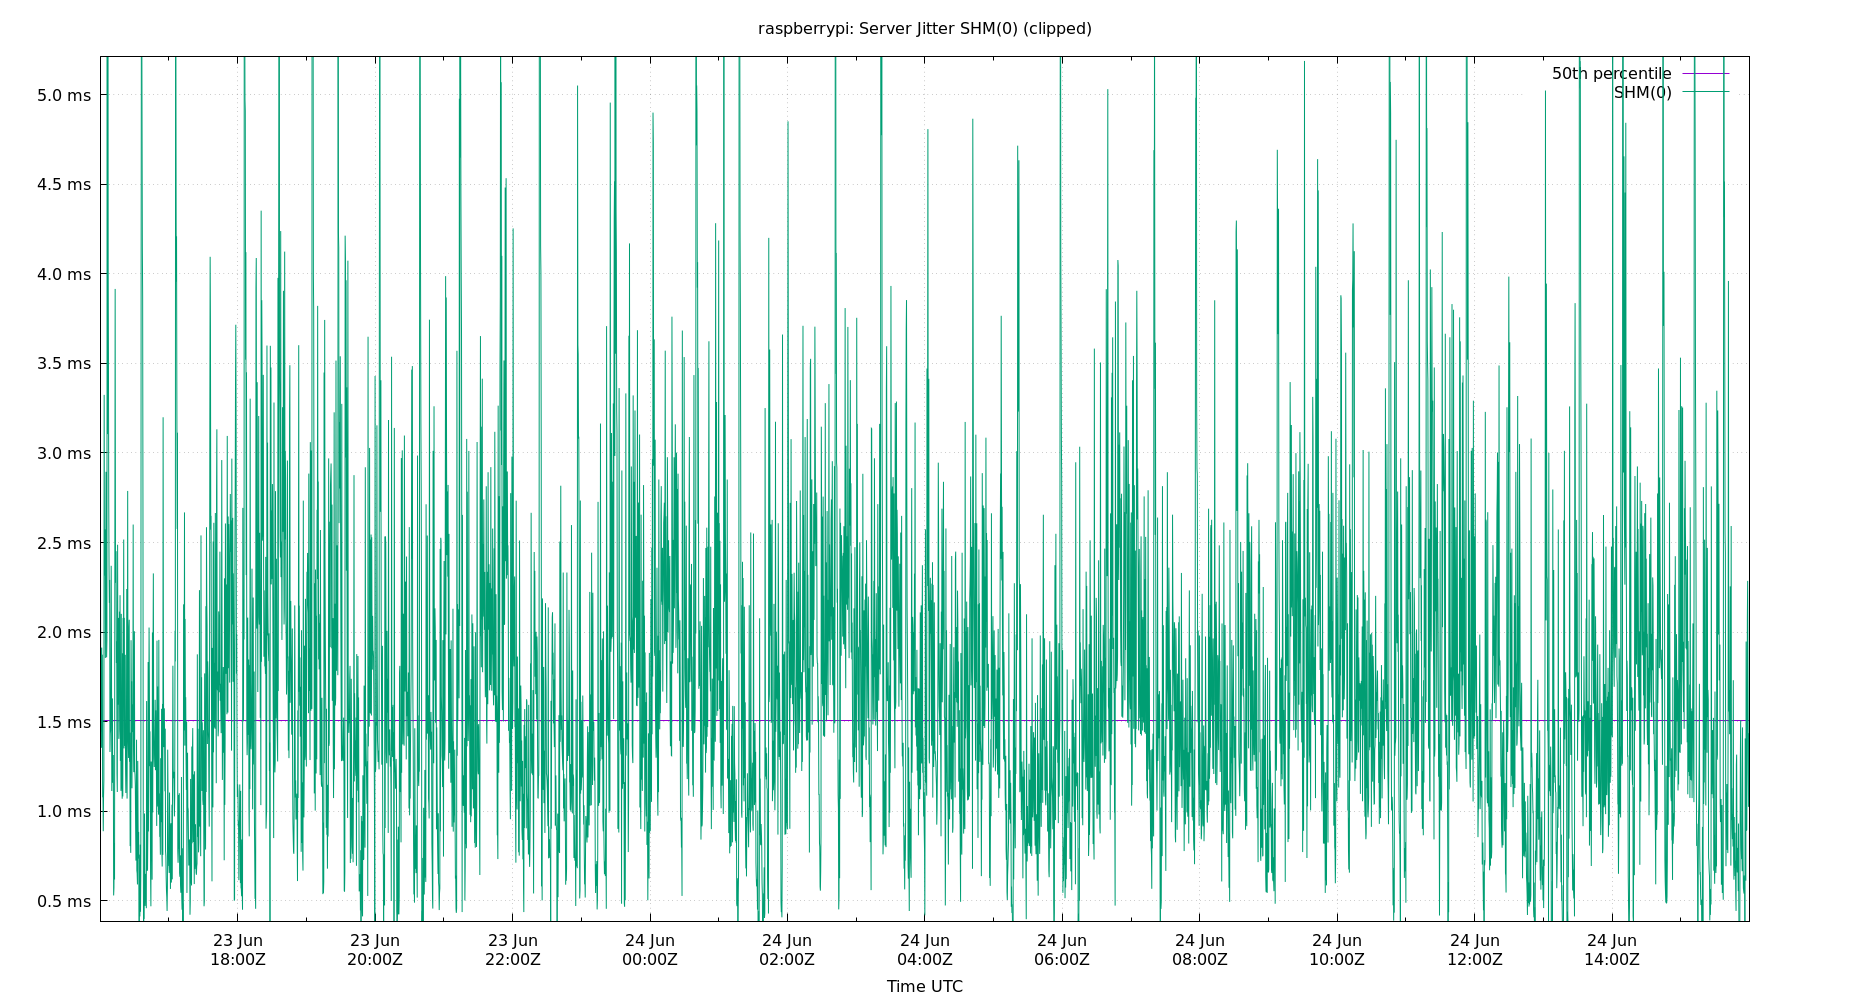 raspberrypi: Server Jitter SHM(0) (clipped)
50th percentile
SHM(0)
5.0 ms
4.5 ms
4.0 ms
3.5 ms
3.0 ms
2.5 ms
2.0 ms
1.5 ms
1.0 ms
0.5 ms
23 Jun 23 Jun 23 Jun 24 Jun 24 Jun 24 Jun 24 Jun 24 Jun 24 Jun 24 Jun 24 Jun
18:00Z 20:00Z 22:00Z 00:00Z 02:00Z 04:00Z 06:00Z 08:00Z 10:00Z 12:00Z 14:00Z
Time UTC